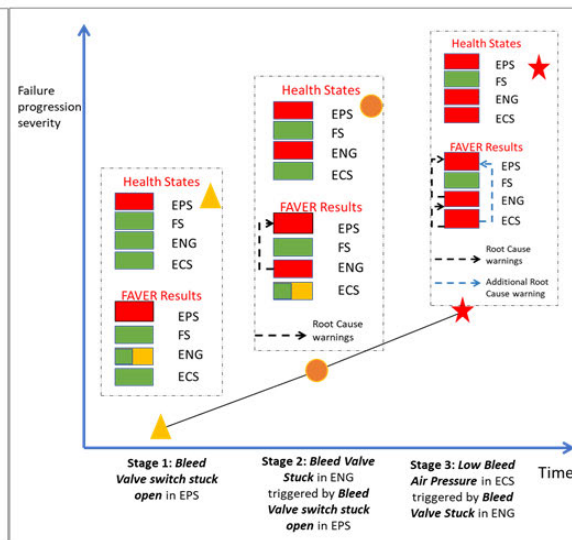 Failure
progression
severity
Health States
EPS
FS
ENG
ECS
FAVER Results
EPS
FS
ENG
ECS
Health States
EPS
FS
ENG
ECS
FAVER Results
EPS
FS
ENG
ECS
Root Cause
warnings
Health States
EPS
FS
ENG
ECS
FAVER Results
EPS
FS
ENG
ECS
Root Cause
warnings
Additional Root
Cause warning
Stage 1: Bleed
Valve switch stuck
open in EPS
Stage 2: Bleed Valve
Stuck in ENG
triggered by Bleed
Valve switch stuck
open in EPS
Stage 3: Low Bleed
Air Pressure in ECS
triggered by Bleed
Valve Stuck in ENG
Time